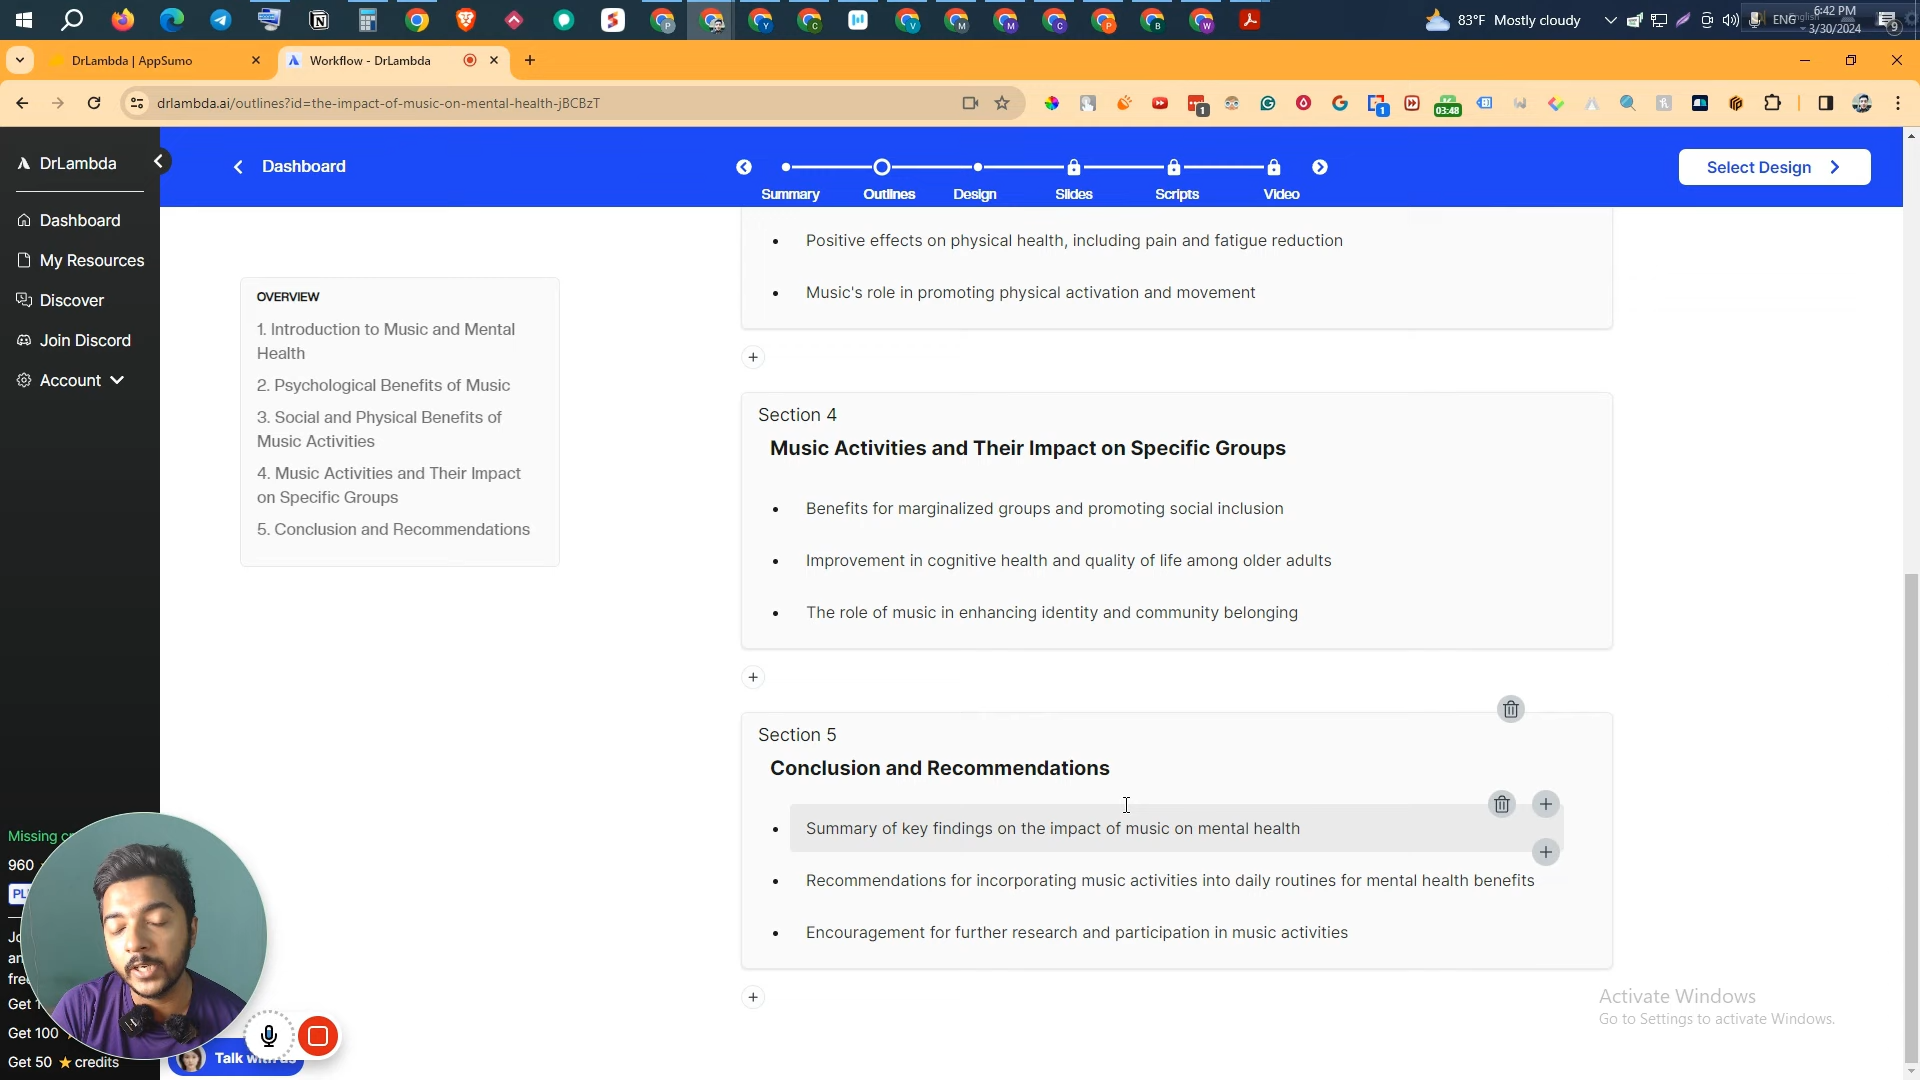 83°F Mostly cloudy
ENG
6:42 PM
3/30/2024
9
DrLambda | AppSumo
Workflow - DrLambda
drlambda.ai/outlines?id=the-impact-of-music-on-mental-health-jBCBzT
1
1
03:48
DrLambda
Dashboard
Summary
Outlines
Design
Slides
Scripts
Video
Select Design
Dashboard
My Resources
Discover
Join Discord
Account
OVERVIEW
1. Introduction to Music and Mental
Health
2. Psychological Benefits of Music
3. Social and Physical Benefits of
Music Activities
4. Music Activities and Their Impact
on Specific Groups
5. Conclusion and Recommendations
• Positive effects on physical health, including pain and fatigue reduction
• Music's role in promoting physical activation and movement
Section 4
Music Activities and Their Impact on Specific Groups
• Benefits for marginalized groups and promoting social inclusion
• Improvement in cognitive health and quality of life among older adults
• The role of music in enhancing identity and community belonging
Section 5
Conclusion and Recommendations
• Summary of key findings on the impact of music on mental health
• Recommendations for incorporating music activities into daily routines for mental health benefits
• Encouragement for further research and participation in music activities
Missing
960
Get
Get 100
Get 50 credits
Talk
Activate Windows
Go to Settings to activate Windows.